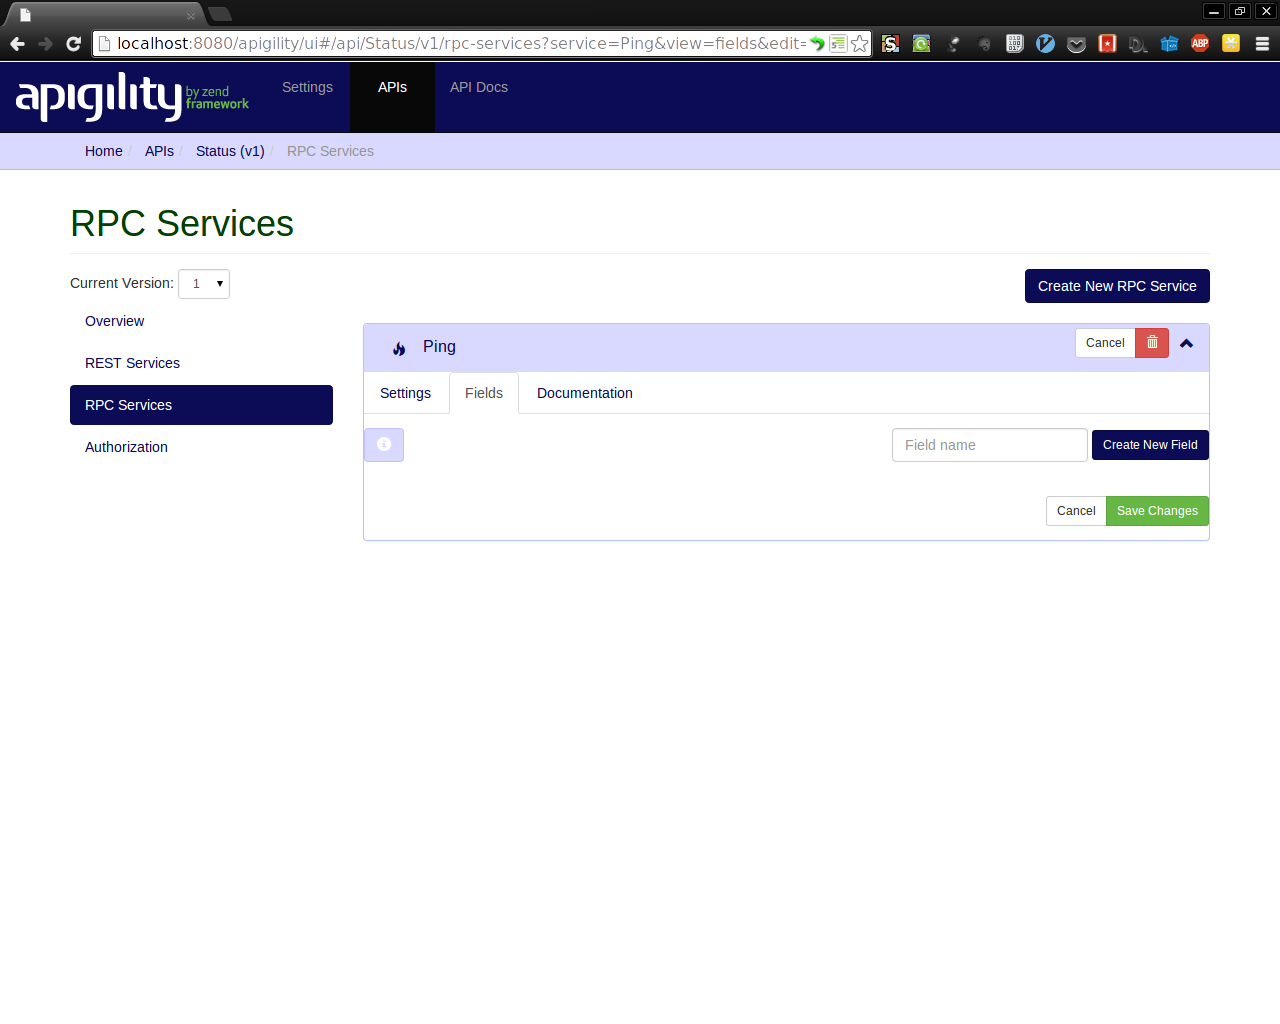 localhost:8080/apigility/ui#/api/Status/v1/rpc-services?service=Ping&view=fields&edit=
apigility by zend framework
Settings
APIs
API Docs
Home / APIs / Status (v1) / RPC Services
RPC Services
Current Version: 1
Create New RPC Service
Overview
REST Services
RPC Services
Authorization
Ping
Cancel
Settings
Fields
Documentation
Field name
Create New Field
Cancel
Save Changes